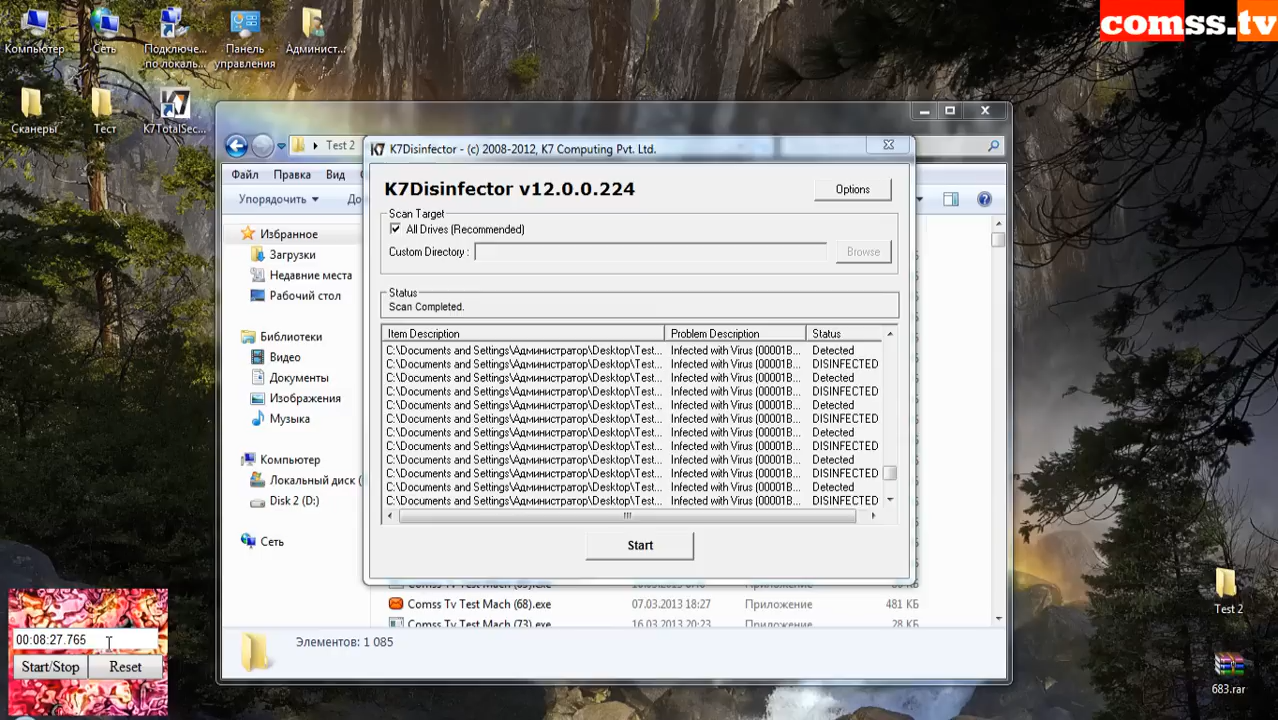 Компьютер
Сеть
Подключе...
по локаль...
Панель
управления
Админист...
comss.tv
Сканеры
Тест
K7TotalSec...
Test 2
Файл Правка Вид
Упорядочить
Избранное
Загрузки
Недавние места
Рабочий стол
Библиотеки
Видео
Документы
Изображения
Музыка
Компьютер
Локальный диск (
Disk 2 (D:)
Сеть
K7Disinfector - (c) 2008-2012, K7 Computing Pvt. Ltd.
K7Disinfector v12.0.0.224
Options
Scan Target
All Drives (Recommended)
Custom Directory :
Browse
Status
Scan Completed.
Item Description Problem Description Status
C:\Documents and Settings\Администратор\Desktop\Test... Infected with Virus (00001B... Detected
C:\Documents and Settings\Администратор\Desktop\Test... Infected with Virus (00001B... DISINFECTED
C:\Documents and Settings\Администратор\Desktop\Test... Infected with Virus (00001B... Detected
C:\Documents and Settings\Администратор\Desktop\Test... Infected with Virus (00001B... DISINFECTED
C:\Documents and Settings\Администратор\Desktop\Test... Infected with Virus (00001B... Detected
C:\Documents and Settings\Администратор\Desktop\Test... Infected with Virus (00001B... DISINFECTED
C:\Documents and Settings\Администратор\Desktop\Test... Infected with Virus (00001B... Detected
C:\Documents and Settings\Администратор\Desktop\Test... Infected with Virus (00001B... DISINFECTED
C:\Documents and Settings\Администратор\Desktop\Test... Infected with Virus (00001B... Detected
C:\Documents and Settings\Администратор\Desktop\Test... Infected with Virus (00001B... DISINFECTED
C:\Documents and Settings\Администратор\Desktop\Test... Infected with Virus (00001B... Detected
C:\Documents and Settings\Администратор\Desktop\Test... Infected with Virus (00001B... DISINFECTED
Start
Comss Tv Test Mach (68).exe 07.03.2013 18:27 Приложение 481 КБ
Comss Tv Test Mach (73).exe 16.03.2013 20:23 Приложение 28 КБ
Элементов: 1 085
00:08:27.765
Start/Stop Reset
Test 2
683.rar